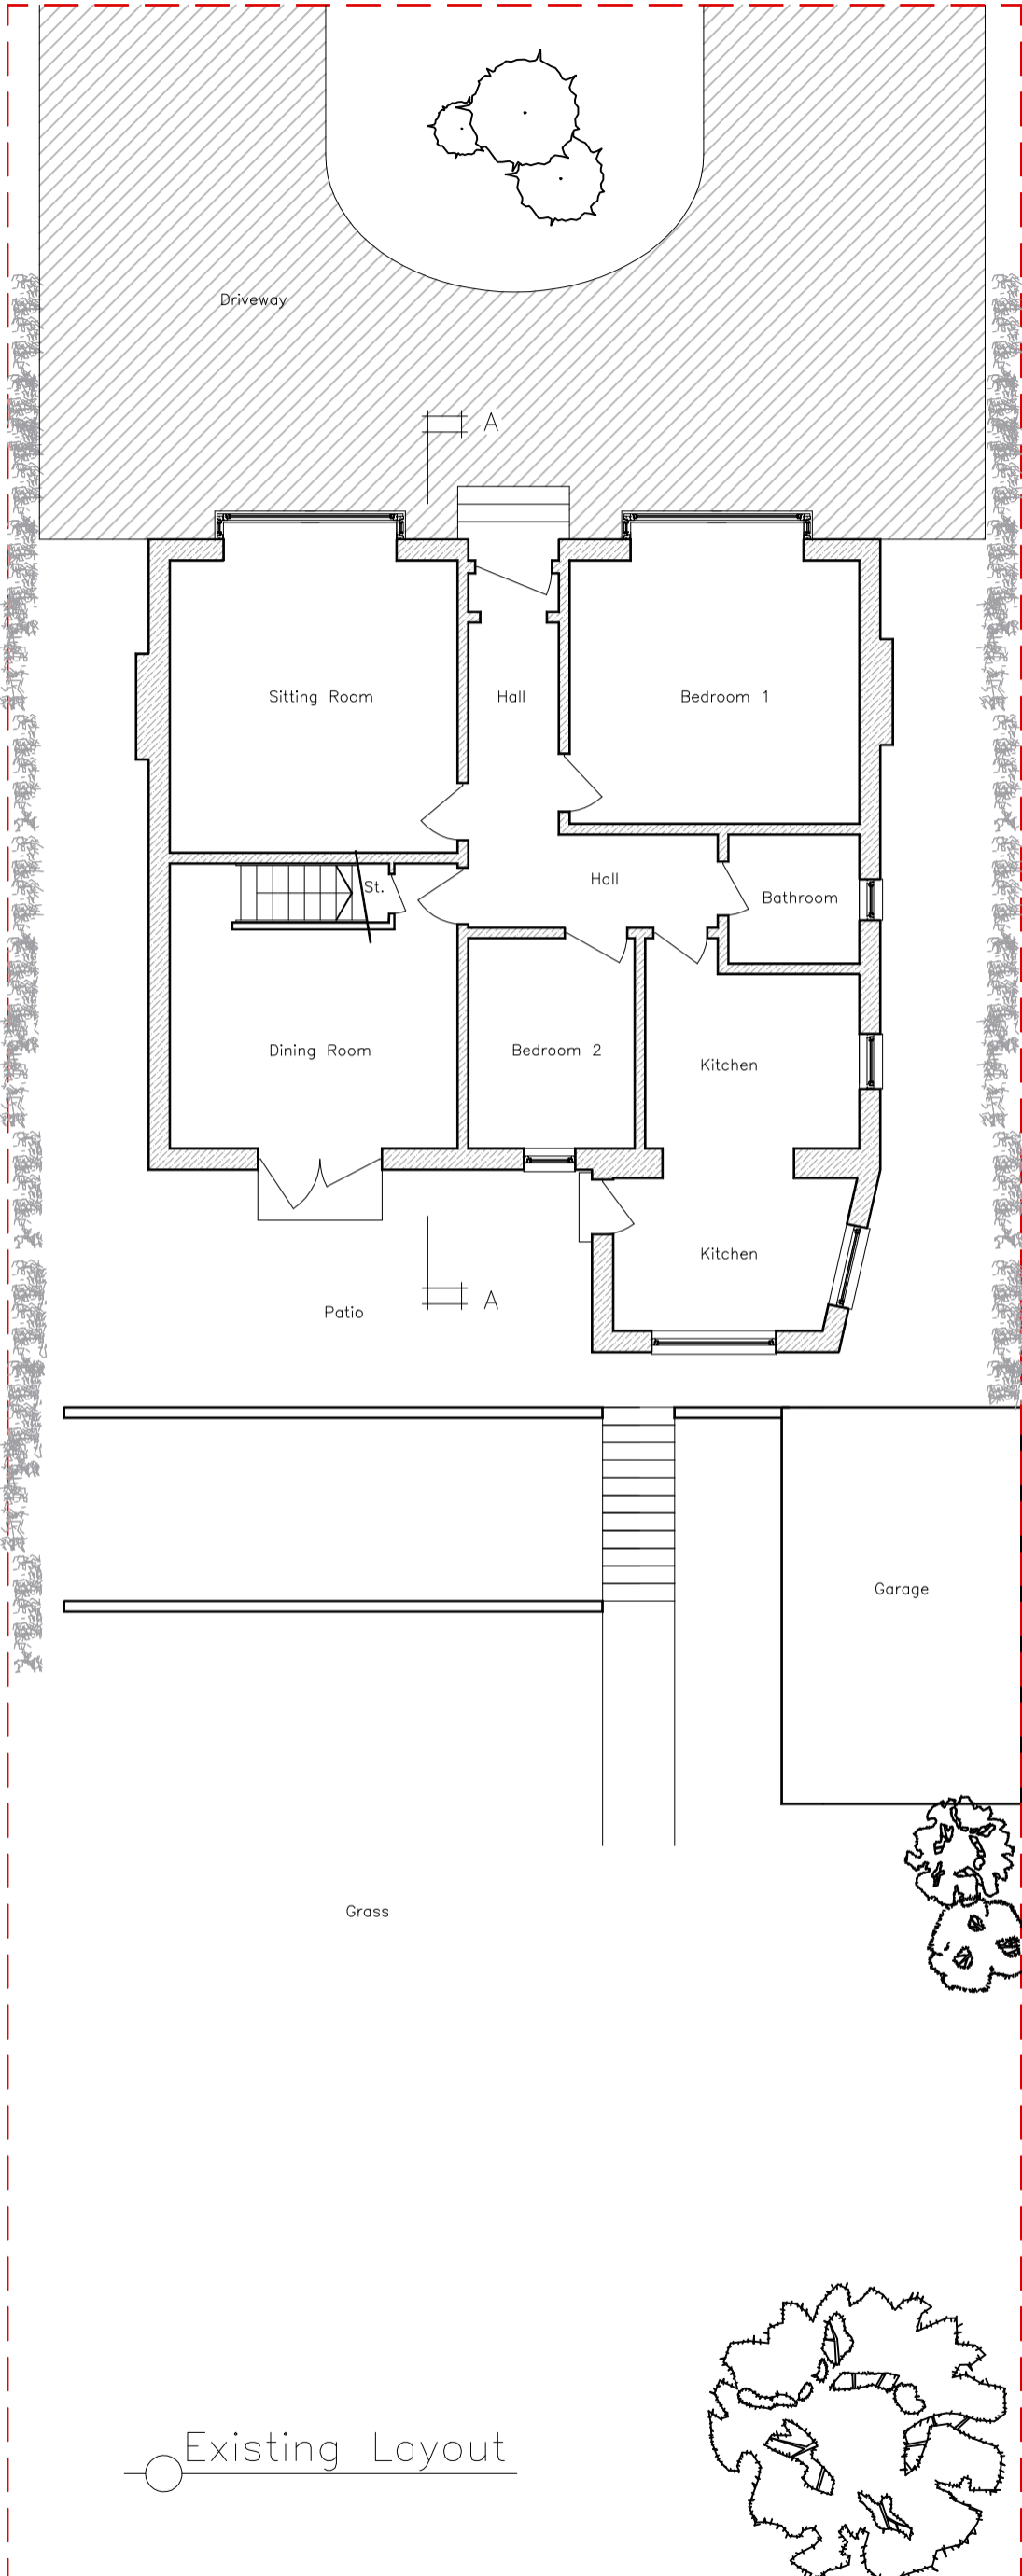 Driveway
A
Sitting Room
Hall
Bedroom 1
St.
Hall
Bathroom
Dining Room
Bedroom 2
Kitchen
Kitchen
A
Patio
Garage
Grass
Existing Layout